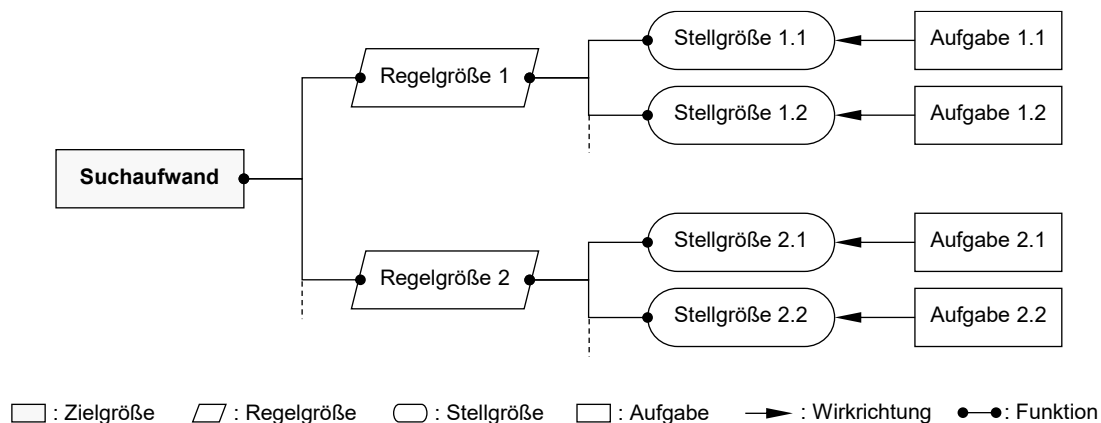 Stellgröße 1.1 Aufgabe 1.1
Regelgröße 1
Stellgröße 1.2 Aufgabe 1.2
Suchaufwand
Stellgröße 2.1 Aufgabe 2.1
Regelgröße 2
Stellgröße 2.2 Aufgabe 2.2
: Zielgröße : Regelgröße : Stellgröße : Aufgabe : Wirkrichtung : Funktion